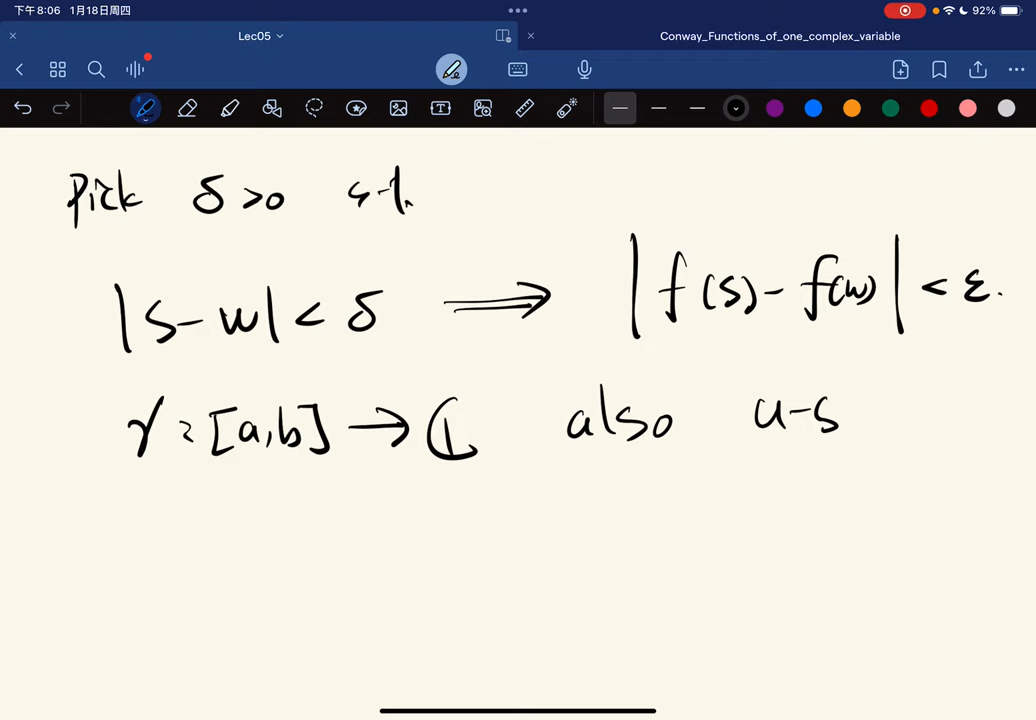 下午8:06 1月18日周四 92%
Lec05 Conway_Functions_of_one_complex_variable
Pick δ>0 s.t.
|s-w| < δ ⟹ |f(s)-f(w)| < ε.
γ: [a,b] → ℂ also u-s